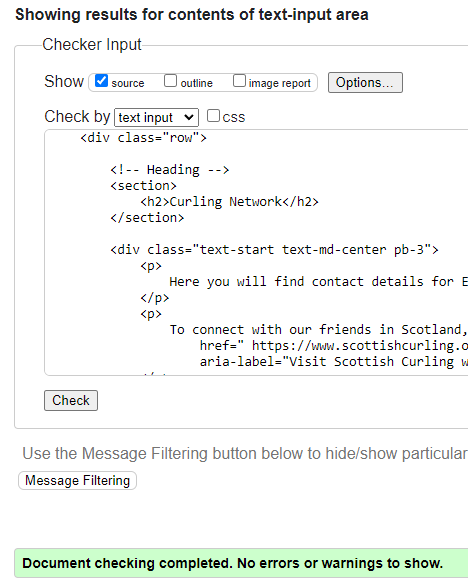 Showing results for contents of text-input area
Checker Input
Show source outline image report Options...
Check by text input css
<div class="row">
<!-- Heading -->
<section>
<h2>Curling Network</h2>
</section>
<div class="text-start text-md-center pb-3">
<p>
Here you will find contact details for E
</p>
<p>
To connect with our friends in Scotland,
href=" https://www.scottishcurling.o
aria-label="Visit Scottish Curling w
Check
Use the Message Filtering button below to hide/show particular
Message Filtering
Document checking completed. No errors or warnings to show.